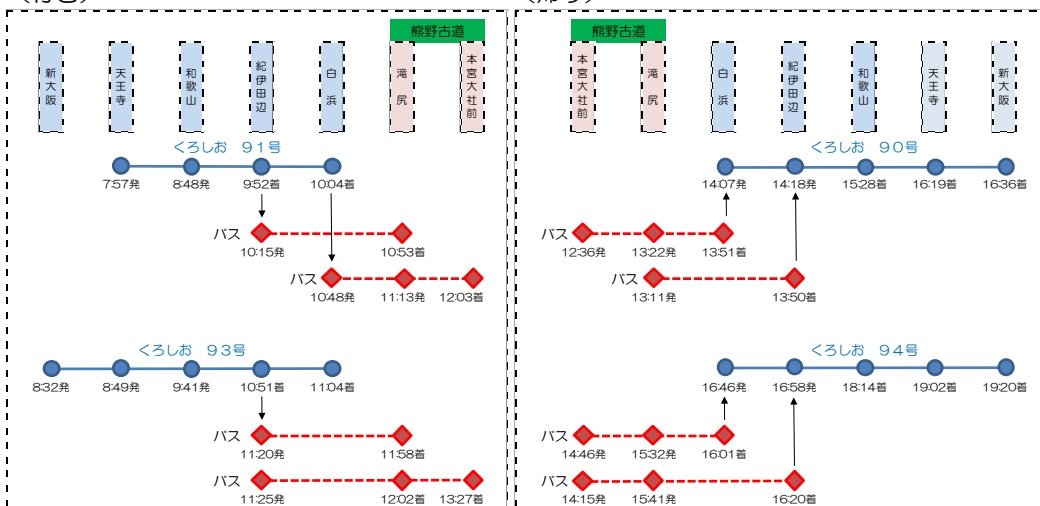 熊野古道
新大阪
天王寺
和歌山
紀伊田辺
白浜
滝尻
本宮大社前
くろしお 91号
7:57発 8:48発 9:52着 10:04着
バス
10:15発 10:53着
バス
10:48発 11:13発 12:03着
くろしお 93号
8:32発 8:49発 9:41発 10:51着 11:04着
バス
11:20発 11:58着
バス
11:25発 12:02着 13:27着
熊野古道
本宮大社前
滝尻
白浜
紀伊田辺
和歌山
天王寺
新大阪
くろしお 90号
14:07発 14:18発 15:28着 16:19着 16:36着
バス
12:36発 13:22発 13:51着
バス
13:11発 13:50着
くろしお 94号
16:46発 16:58発 18:14着 19:02着 19:20着
バス
14:46発 15:32発 16:01着
バス
14:15発 15:41発 16:20着